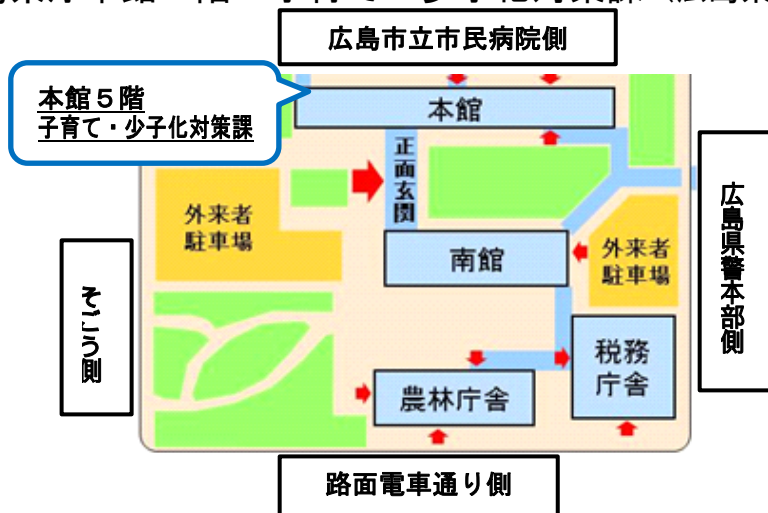 広島市立市民病院側
本館５階
子育て・少子化対策課
本館
正面玄関
外来者
駐車場
南館
外来者
駐車場
広島県警本部側
そごう側
税務
庁舎
農林庁舎
路面電車通り側